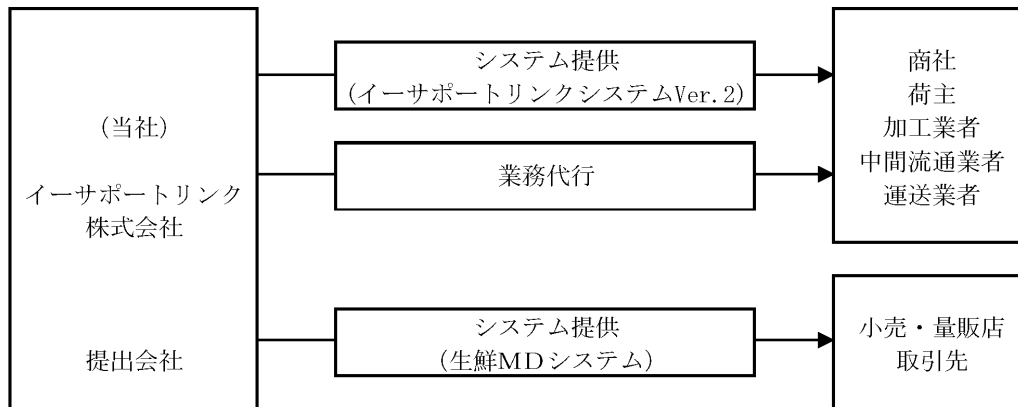 (当社)
イーサポートリンク
株式会社
提出会社
システム提供
(イーサポートリンクシステムVer.2)
業務代行
システム提供
(生鮮MDシステム)
商社
荷主
加工業者
中間流通業者
運送業者
小売・量販店
取引先